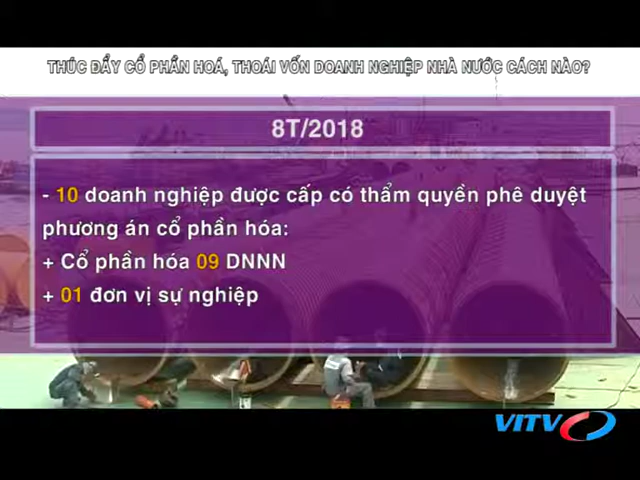 THÚC ĐẨY CỔ PHẦN HOÁ, THOÁI VỐN DOANH NGHIỆP NHÀ NƯỚC CÁCH NÀO?
8T/2018
- 10 doanh nghiệp được cấp có thẩm quyền phê duyệt
phương án cổ phần hóa:
+ Cổ phần hóa 09 DNNN
+ 01 đơn vị sự nghiệp
VITV